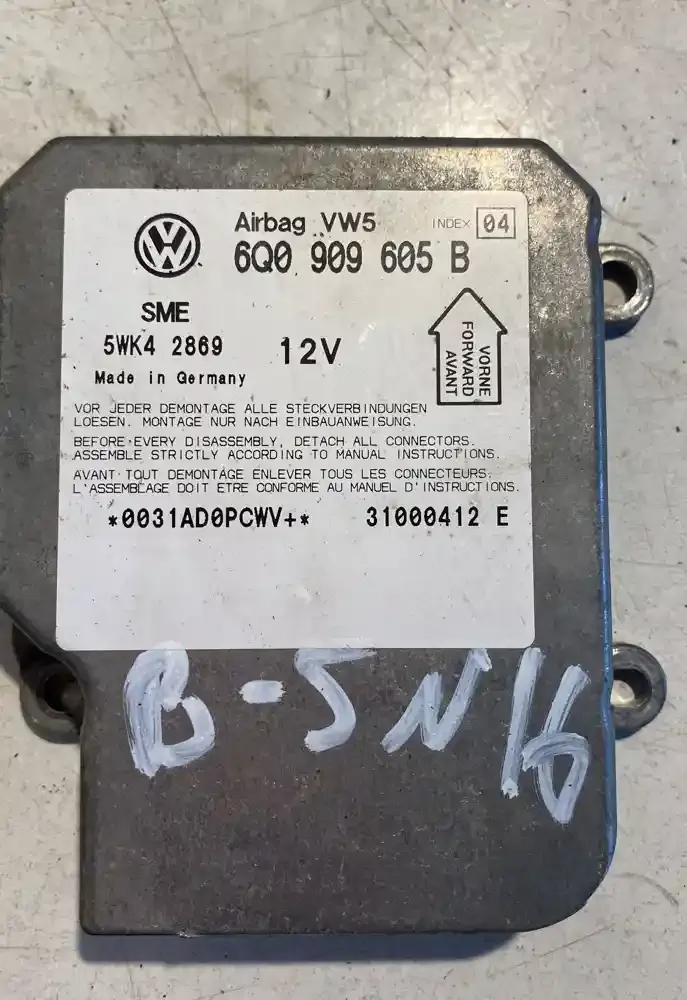 Airbag VW5 INDEX 04
6Q0 909 605 B
SME
5WK4 2869 12V
Made in Germany
VORNE
FORWARD
AVANT
VOR JEDER DEMONTAGE ALLE STECKVERBINDUNGEN
LOESEN. MONTAGE NUR NACH EINBAUANWEISUNG.
BEFORE EVERY DISASSEMBLY, DETACH ALL CONNECTORS.
ASSEMBLE STRICTLY ACCORDING TO MANUAL INSTRUCTIONS.
AVANT TOUT DEMONTAGE ENLEVER TOUS LES CONNECTEURS.
L'ASSEMBLAGE DOIT ETRE CONFORME AU MANUEL D'INSTRUCTIONS.
*0031AD0PCWV+* 31000412 E
B-5N16